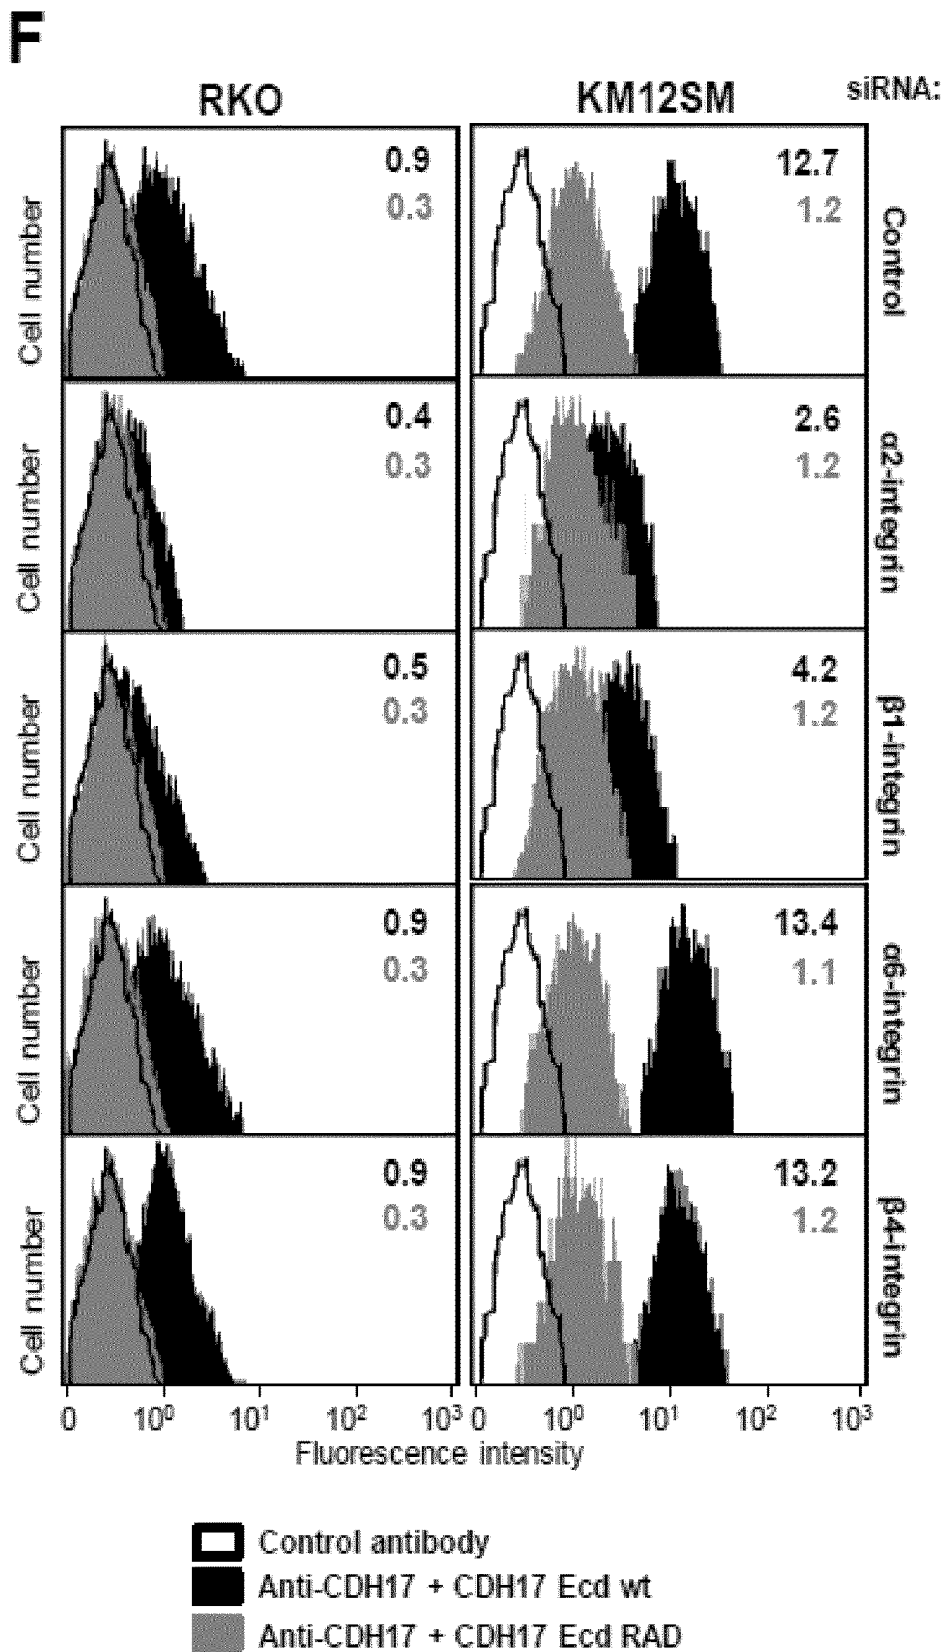 F
RKO KM12SM siRNA:
Cell number 0.9 12.7 Control
0.3 1.2
Cell number 0.4 2.6 α2-integrin
0.3 1.2
Cell number 0.5 4.2 β1-integrin
0.3 1.2
Cell number 0.9 13.4 α6-integrin
0.3 1.1
Cell number 0.9 13.2 β4-integrin
0.3 1.2
0 10⁰ 10¹ 10² 10³ 0 10⁰ 10¹ 10² 10³
Fluorescence intensity
Control antibody
Anti-CDH17 + CDH17 Ecd wt
Anti-CDH17 + CDH17 Ecd RAD